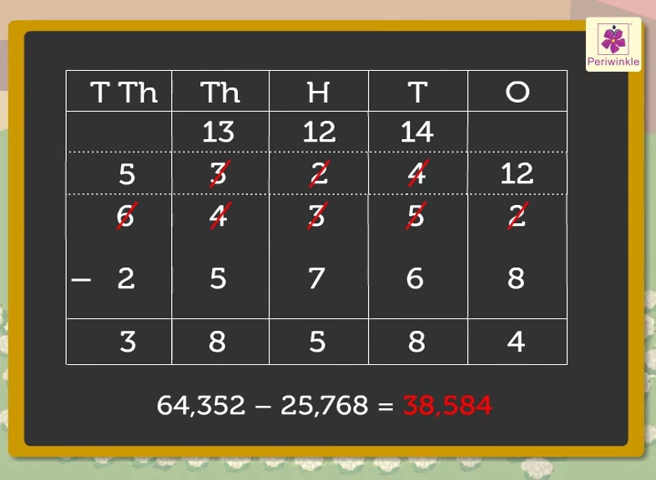 Periwinkle
T Th Th H T O
13 12 14
5 3 2 4 12
6 4 3 5 2
– 2 5 7 6 8
3 8 5 8 4
64,352 – 25,768 = 38,584